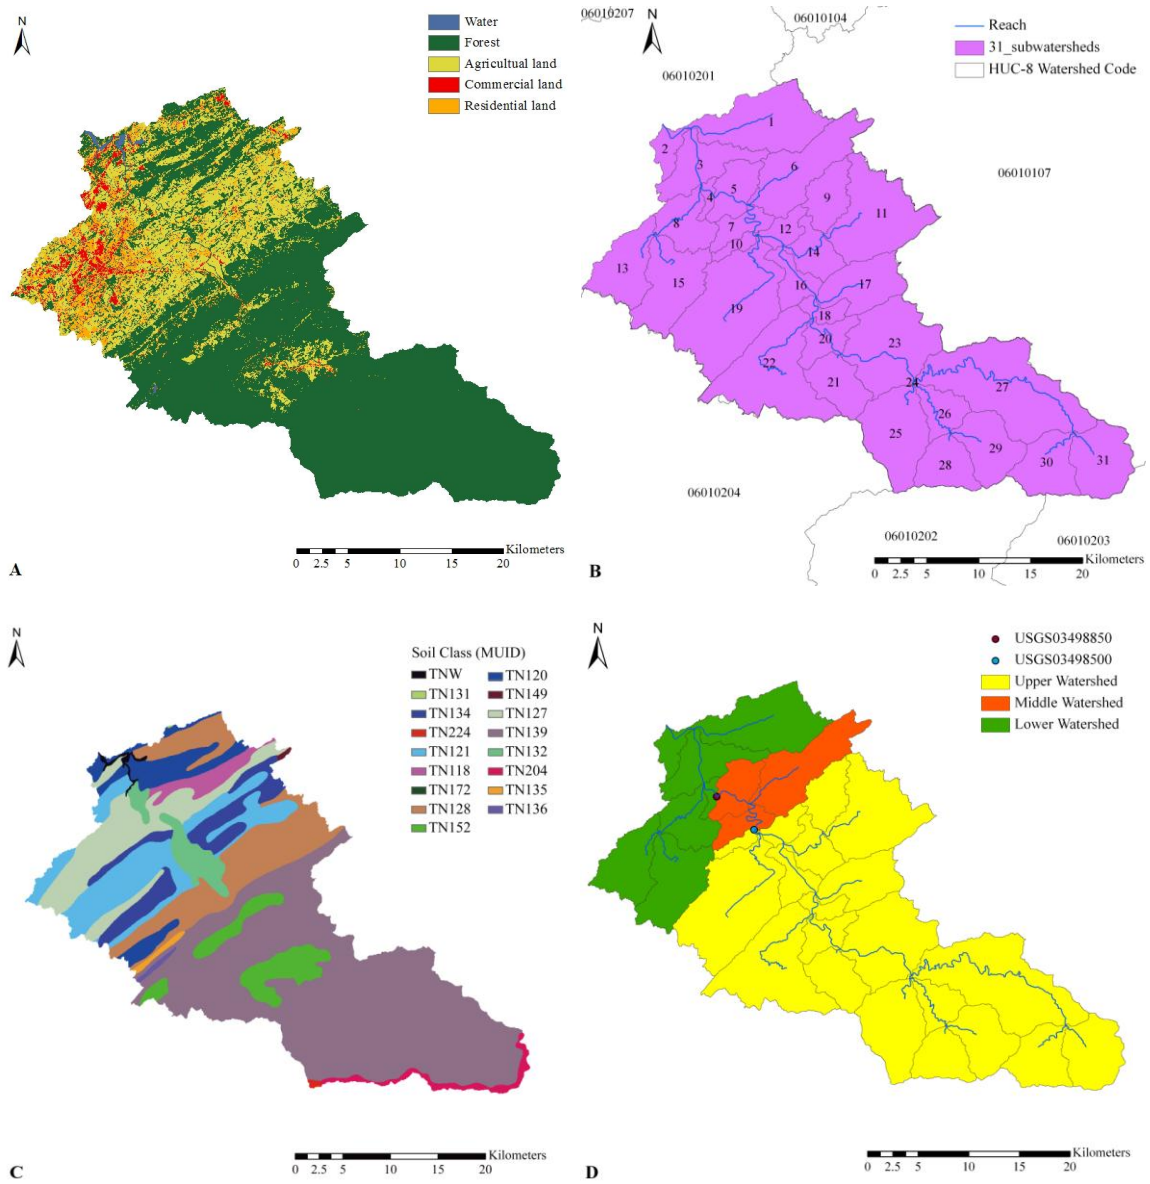 N
Water
Forest
Agricultual land
Commercial land
Residential land
Kilometers
0 2.5 5 10 15 20
A
06010207
N
06010104
Reach
31_subwatersheds
HUC-8 Watershed Code
06010201
1
2
3
6
06010107
5
4
9
11
8
7
12
10
14
13
15
16
17
19
18
20
23
22
21
24
27
26
25
29
28
30
31
06010204
06010202
06010203
Kilometers
0 2.5 5 10 15 20
B
N
Soil Class (MUID)
TNW TN120
TN131 TN149
TN134 TN127
TN224 TN139
TN121 TN132
TN118 TN204
TN172 TN135
TN128 TN136
TN152
Kilometers
0 2.5 5 10 15 20
C
N
USGS03498850
USGS03498500
Upper Watershed
Middle Watershed
Lower Watershed
Kilometers
0 2.5 5 10 15 20
D